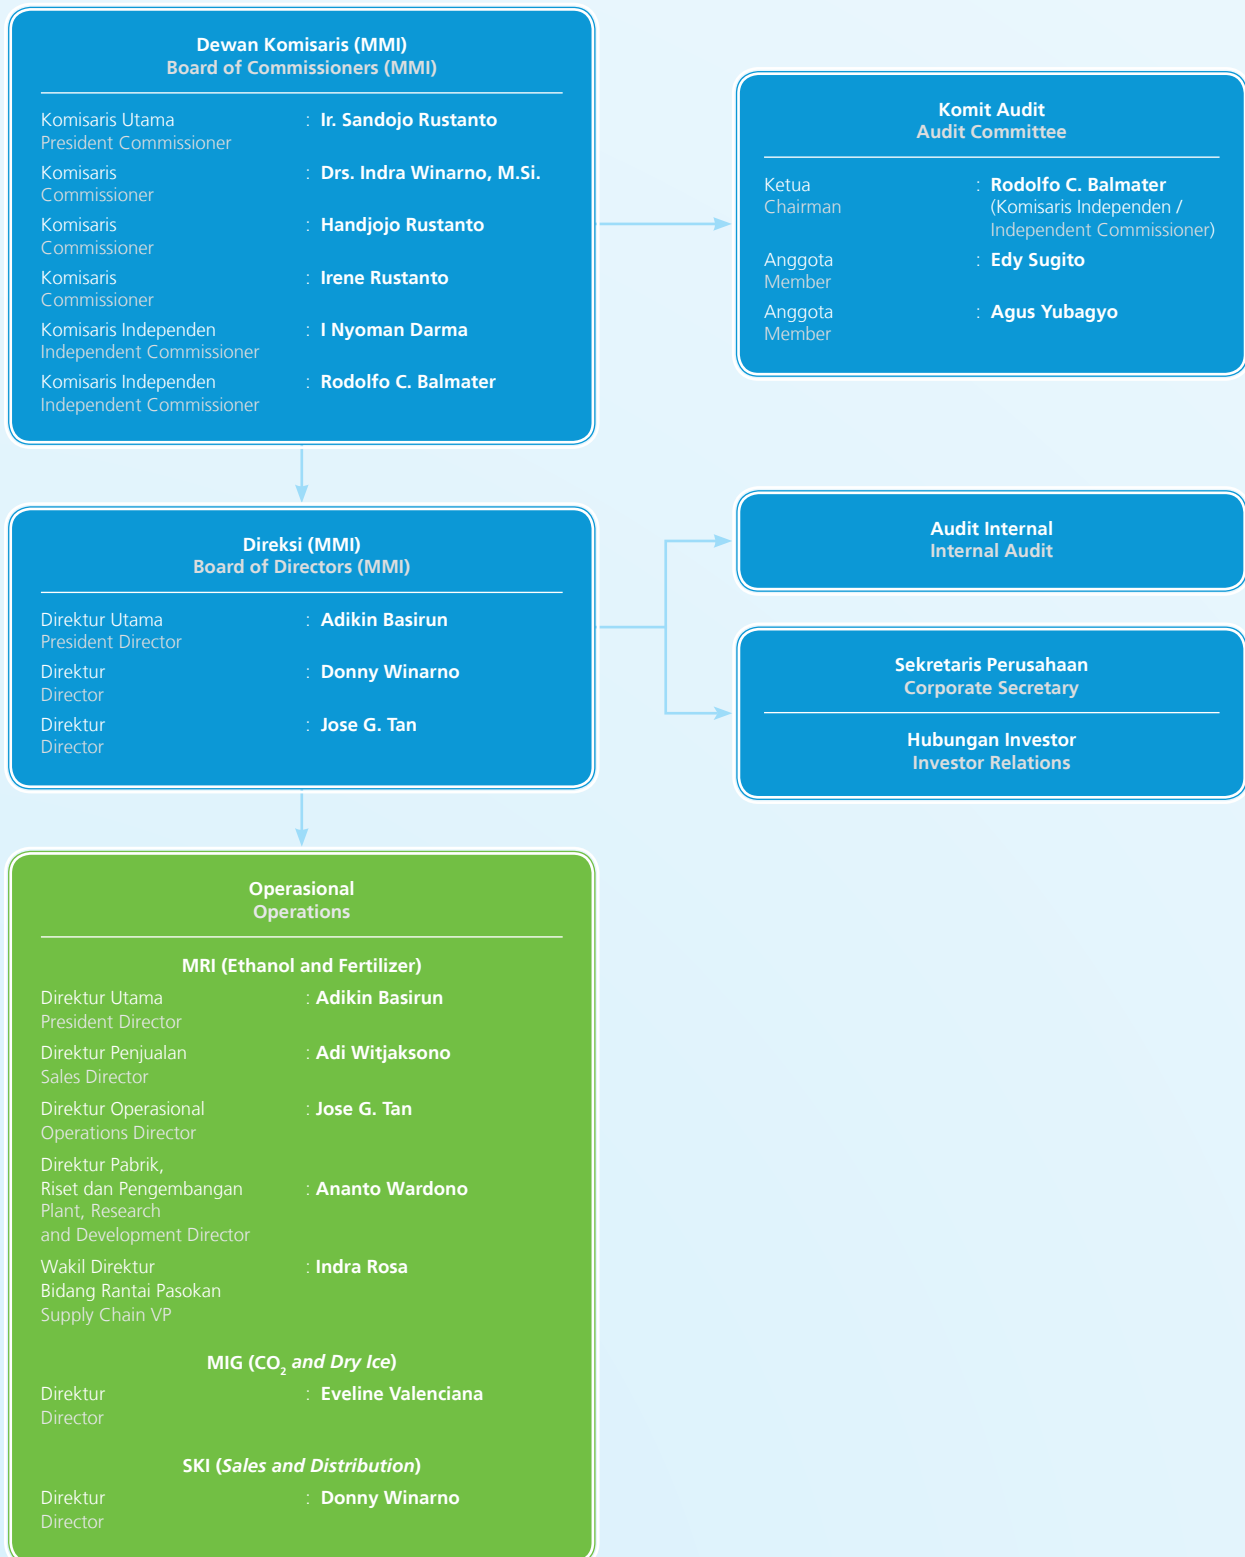 Dewan Komisaris (MMI)
Board of Commissioners (MMI)
Komisaris Utama : Ir. Sandojo Rustanto
President Commissioner
Komisaris : Drs. Indra Winarno, M.Si.
Commissioner
Komisaris : Handjojo Rustanto
Commissioner
Komisaris : Irene Rustanto
Commissioner
Komisaris Independen : I Nyoman Darma
Independent Commissioner
Komisaris Independen : Rodolfo C. Balmater
Independent Commissioner
Komit Audit
Audit Committee
Ketua : Rodolfo C. Balmater
Chairman (Komisaris Independen /
Independent Commissioner)
Anggota : Edy Sugito
Member
Anggota : Agus Yubagyo
Member
Direksi (MMI)
Board of Directors (MMI)
Direktur Utama : Adikin Basirun
President Director
Direktur : Donny Winarno
Director
Direktur : Jose G. Tan
Director
Audit Internal
Internal Audit
Sekretaris Perusahaan
Corporate Secretary
Hubungan Investor
Investor Relations
Operasional
Operations
MRI (Ethanol and Fertilizer)
Direktur Utama : Adikin Basirun
President Director
Direktur Penjualan : Adi Witjaksono
Sales Director
Direktur Operasional : Jose G. Tan
Operations Director
Direktur Pabrik,
Riset dan Pengembangan : Ananto Wardono
Plant, Research
and Development Director
Wakil Direktur : Indra Rosa
Bidang Rantai Pasokan
Supply Chain VP
MIG (CO₂ and Dry Ice)
Direktur : Eveline Valenciana
Director
SKI (Sales and Distribution)
Direktur : Donny Winarno
Director